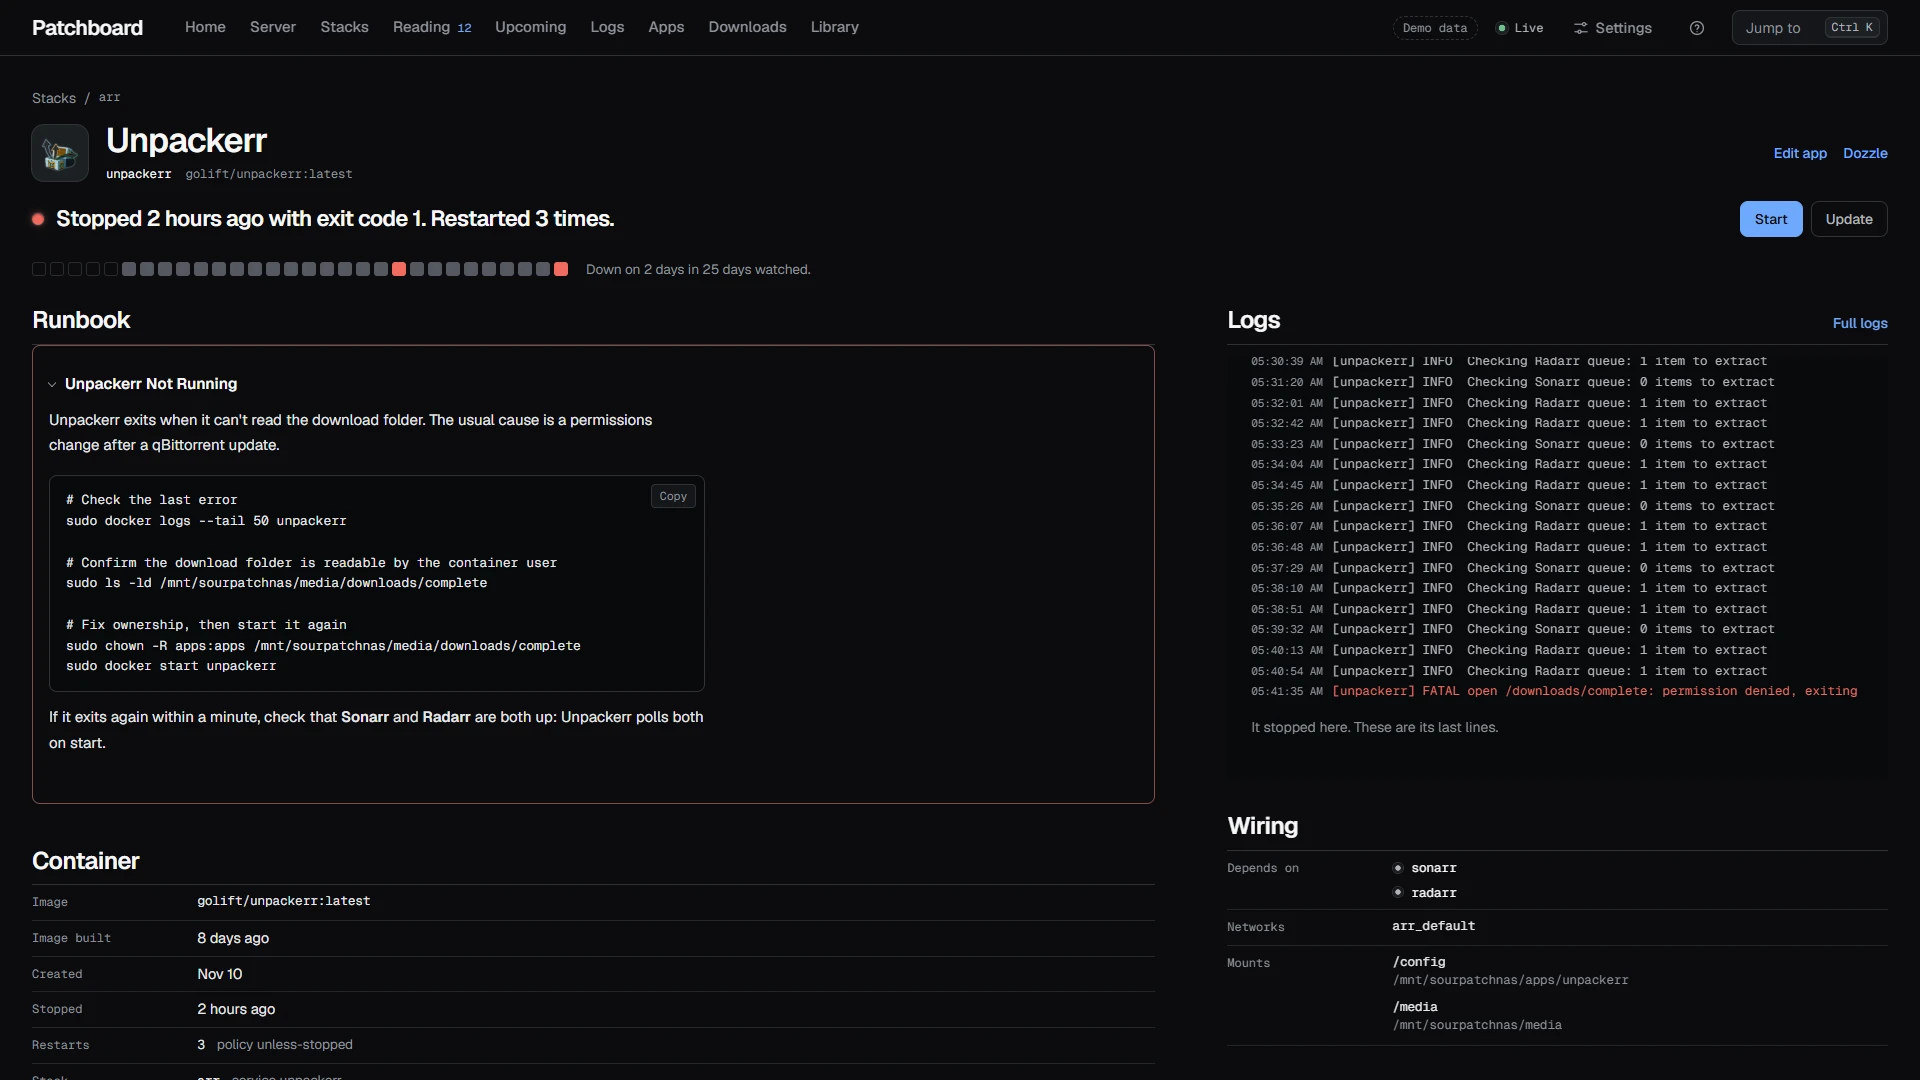 Patchboard
Home
Server
Stacks
Reading 12
Upcoming
Logs
Apps
Downloads
Library
Demo data
Live
Settings
Jump to
Ctrl K
Stacks / arr
Unpackerr
unpackerr golift/unpackerr:latest
Edit app
Dozzle
Stopped 2 hours ago with exit code 1. Restarted 3 times.
Start
Update
Down on 2 days in 25 days watched.
Runbook
Unpackerr Not Running
Unpackerr exits when it can't read the download folder. The usual cause is a permissions
change after a qBittorrent update.
Copy
# Check the last error
sudo docker logs --tail 50 unpackerr
# Confirm the download folder is readable by the container user
sudo ls -ld /mnt/sourpatchnas/media/downloads/complete
# Fix ownership, then start it again
sudo chown -R apps:apps /mnt/sourpatchnas/media/downloads/complete
sudo docker start unpackerr
If it exits again within a minute, check that Sonarr and Radarr are both up: Unpackerr polls both
on start.
Container
Image golift/unpackerr:latest
Image built 8 days ago
Created Nov 10
Stopped 2 hours ago
Restarts 3 policy unless-stopped
Stack arr service unpackerr
Logs
Full logs
05:30:39 AM [unpackerr] INFO Checking Radarr queue: 1 item to extract
05:31:20 AM [unpackerr] INFO Checking Sonarr queue: 0 items to extract
05:32:01 AM [unpackerr] INFO Checking Radarr queue: 1 item to extract
05:32:42 AM [unpackerr] INFO Checking Radarr queue: 1 item to extract
05:33:23 AM [unpackerr] INFO Checking Sonarr queue: 0 items to extract
05:34:04 AM [unpackerr] INFO Checking Radarr queue: 1 item to extract
05:34:45 AM [unpackerr] INFO Checking Radarr queue: 1 item to extract
05:35:26 AM [unpackerr] INFO Checking Sonarr queue: 0 items to extract
05:36:07 AM [unpackerr] INFO Checking Radarr queue: 1 item to extract
05:36:48 AM [unpackerr] INFO Checking Radarr queue: 1 item to extract
05:37:29 AM [unpackerr] INFO Checking Sonarr queue: 0 items to extract
05:38:10 AM [unpackerr] INFO Checking Radarr queue: 1 item to extract
05:38:51 AM [unpackerr] INFO Checking Radarr queue: 1 item to extract
05:39:32 AM [unpackerr] INFO Checking Sonarr queue: 0 items to extract
05:40:13 AM [unpackerr] INFO Checking Radarr queue: 1 item to extract
05:40:54 AM [unpackerr] INFO Checking Radarr queue: 1 item to extract
05:41:35 AM [unpackerr] FATAL open /downloads/complete: permission denied, exiting
It stopped here. These are its last lines.
Wiring
Depends on sonarr
radarr
Networks arr_default
Mounts /config
/mnt/sourpatchnas/apps/unpackerr
/media
/mnt/sourpatchnas/media